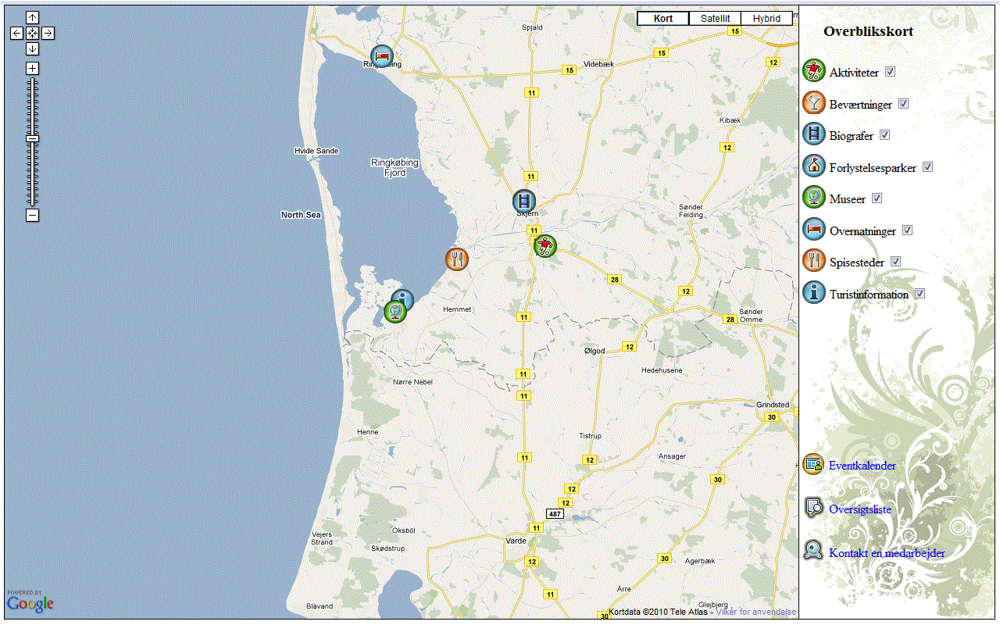 Kort
Satellit
Hybrid
Spjald
15
15
Ringkøbing
Videbæk
15
12
11
Kibæk
12
Hvide Sande
Ringkøbing
Fjord
11
North Sea
Skjern
Sønder
Felding
11
28
12
Hemmet
11
Sønder
Omme
28
12
Ølgod
Hedehusene
11
Nørre Nebel
11
Grindsted
30
Henne
Tistrup
11
12
Ansager
30
12
12
487
11
Vejers
Strand
Oksböl
Varde
Skødstrup
12
30
Agerbæk
Arre
11
Blåvand
Glejbjerg
30
POWERED BY
Google
Kortdata ©2010 Tele Atlas - Vilkår for anvendelse
Overblikskort
Aktiviteter
Beværtninger
Biografer
Forlystelsesparker
Museer
Overnatninger
Spisesteder
Turistinformation
Eventkalender
Oversigtsliste
Kontakt en medarbejder